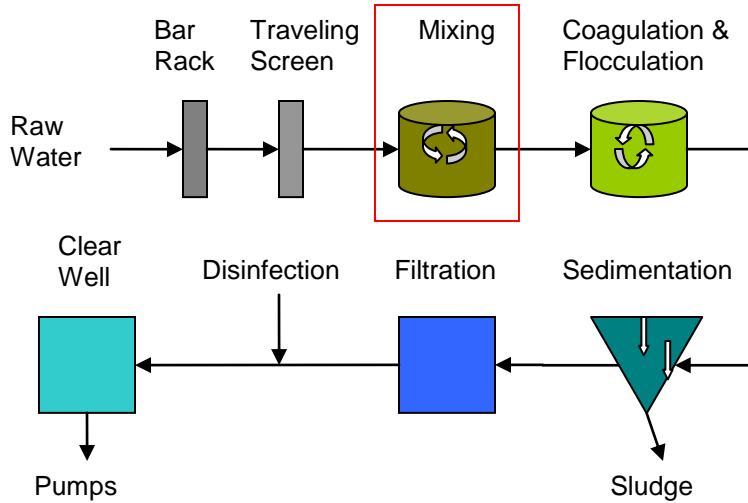 Bar
Rack
Traveling
Screen
Mixing
Coagulation &
Flocculation
Raw
Water
Clear
Well
Disinfection
Filtration
Sedimentation
Pumps
Sludge